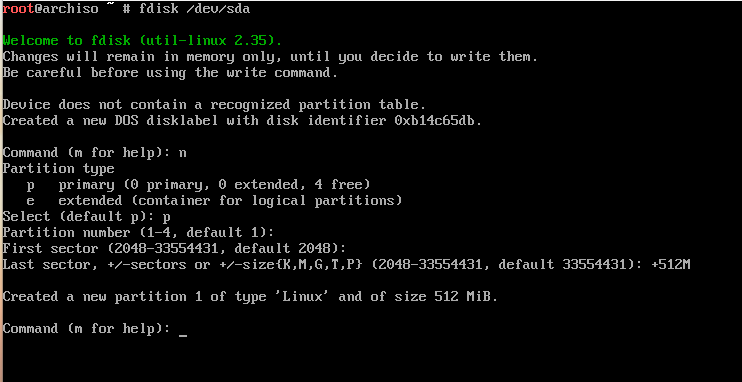 root@archiso ~ # fdisk /dev/sda
Welcome to fdisk (util-linux 2.35).
Changes will remain in memory only, until you decide to write them.
Be careful before using the write command.
Device does not contain a recognized partition table.
Created a new DOS disklabel with disk identifier 0xb14c65db.
Command (m for help): n
Partition type
   p   primary (0 primary, 0 extended, 4 free)
   e   extended (container for logical partitions)
Select (default p): p
Partition number (1-4, default 1):
First sector (2048-33554431, default 2048):
Last sector, +/-sectors or +/-size{K,M,G,T,P} (2048-33554431, default 33554431): +512M
Created a new partition 1 of type 'Linux' and of size 512 MiB.
Command (m for help): _